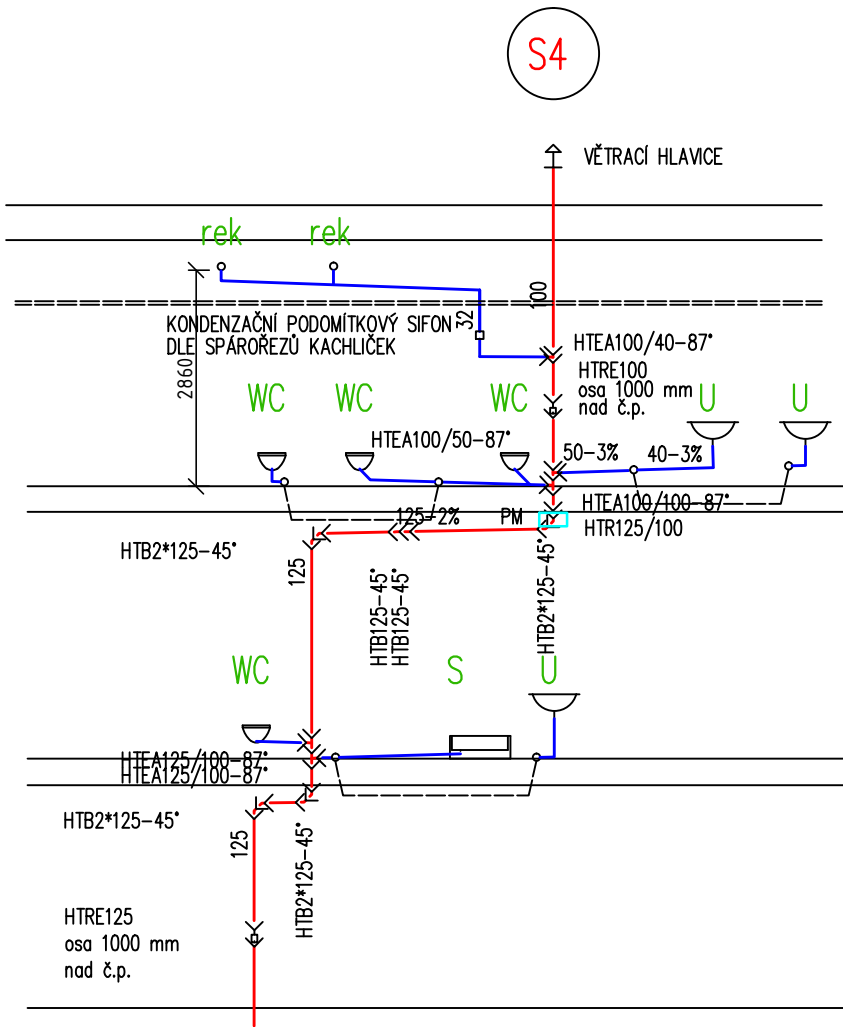 S4
VĚTRACÍ HLAVICE
rek
rek
100
KONDENZAČNÍ PODOMÍTKOVÝ SIFON
DLE SPÁROŘEZŮ KACHLIČEK
32
2860
HTEA100/40-87°
HTRE100
osa 1000 mm
nad č.p.
WC
WC
WC
U
U
HTEA100/50-87°
50-3%
40-3%
HTEA100/100-87°
HTR125/100
125-2%
PM
HTB2*125-45°
125
HTB125-45°
HTB125-45°
HTB2*125-45°
WC
S
U
HTEA125/100-87°
HTEA125/100-87°
HTB2*125-45°
125
HTB2*125-45°
HTRE125
osa 1000 mm
nad č.p.